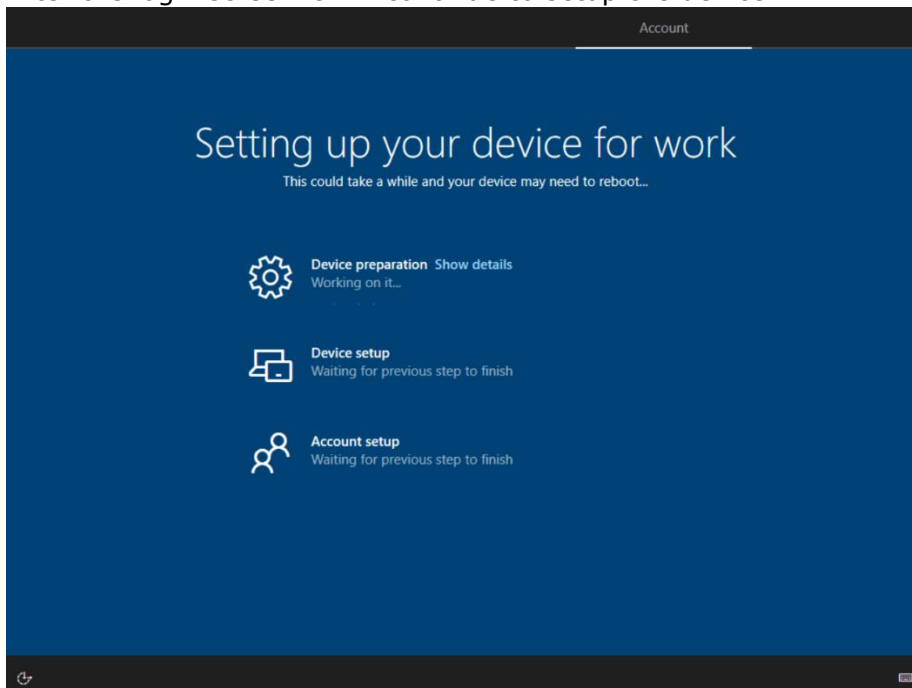 Account
Setting up your device for work
This could take a while and your device may need to reboot...
Device preparation Show details
Working on it...
Device setup
Waiting for previous step to finish
Account setup
Waiting for previous step to finish